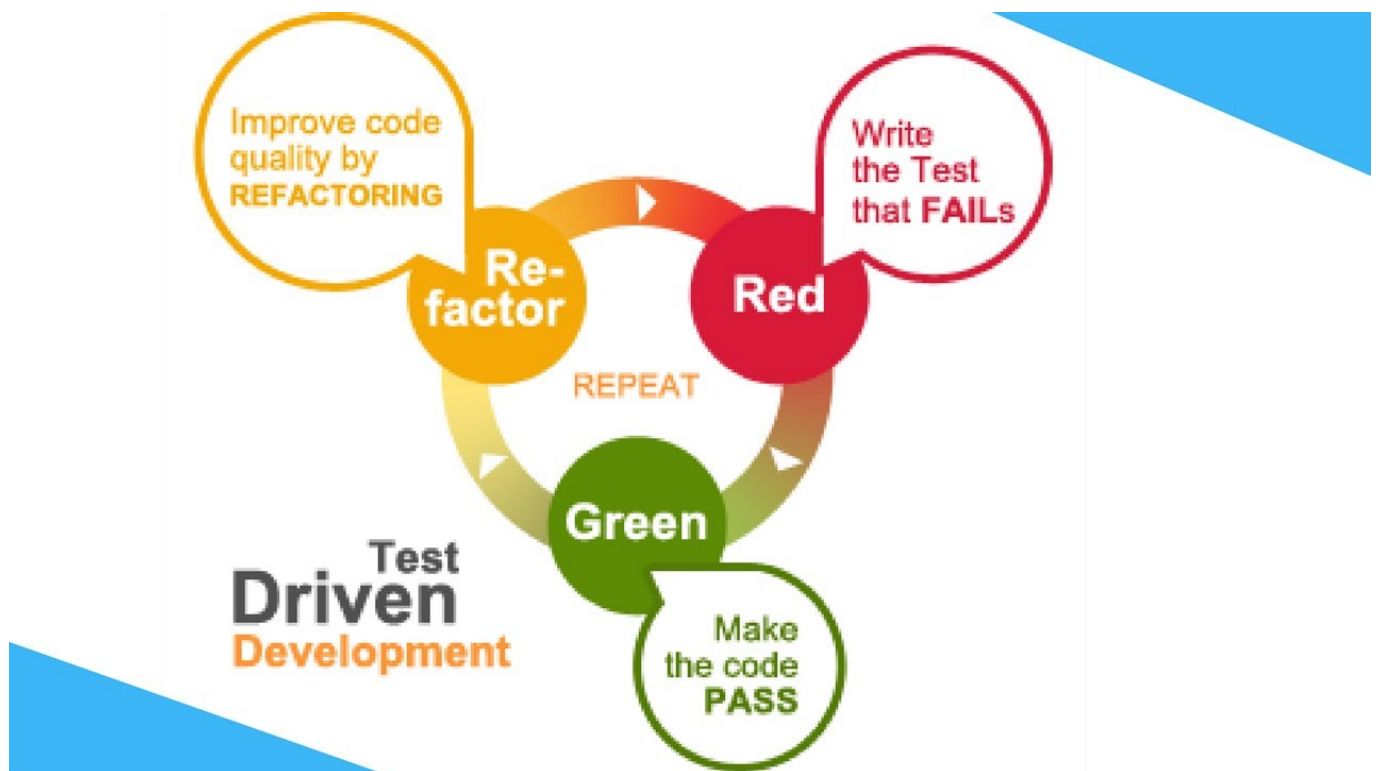 Improve code
quality by
REFACTORING
Write
the Test
that FAILs
Re-
factor
Red
REPEAT
Green
Test
Driven
Development
Make
the code
PASS